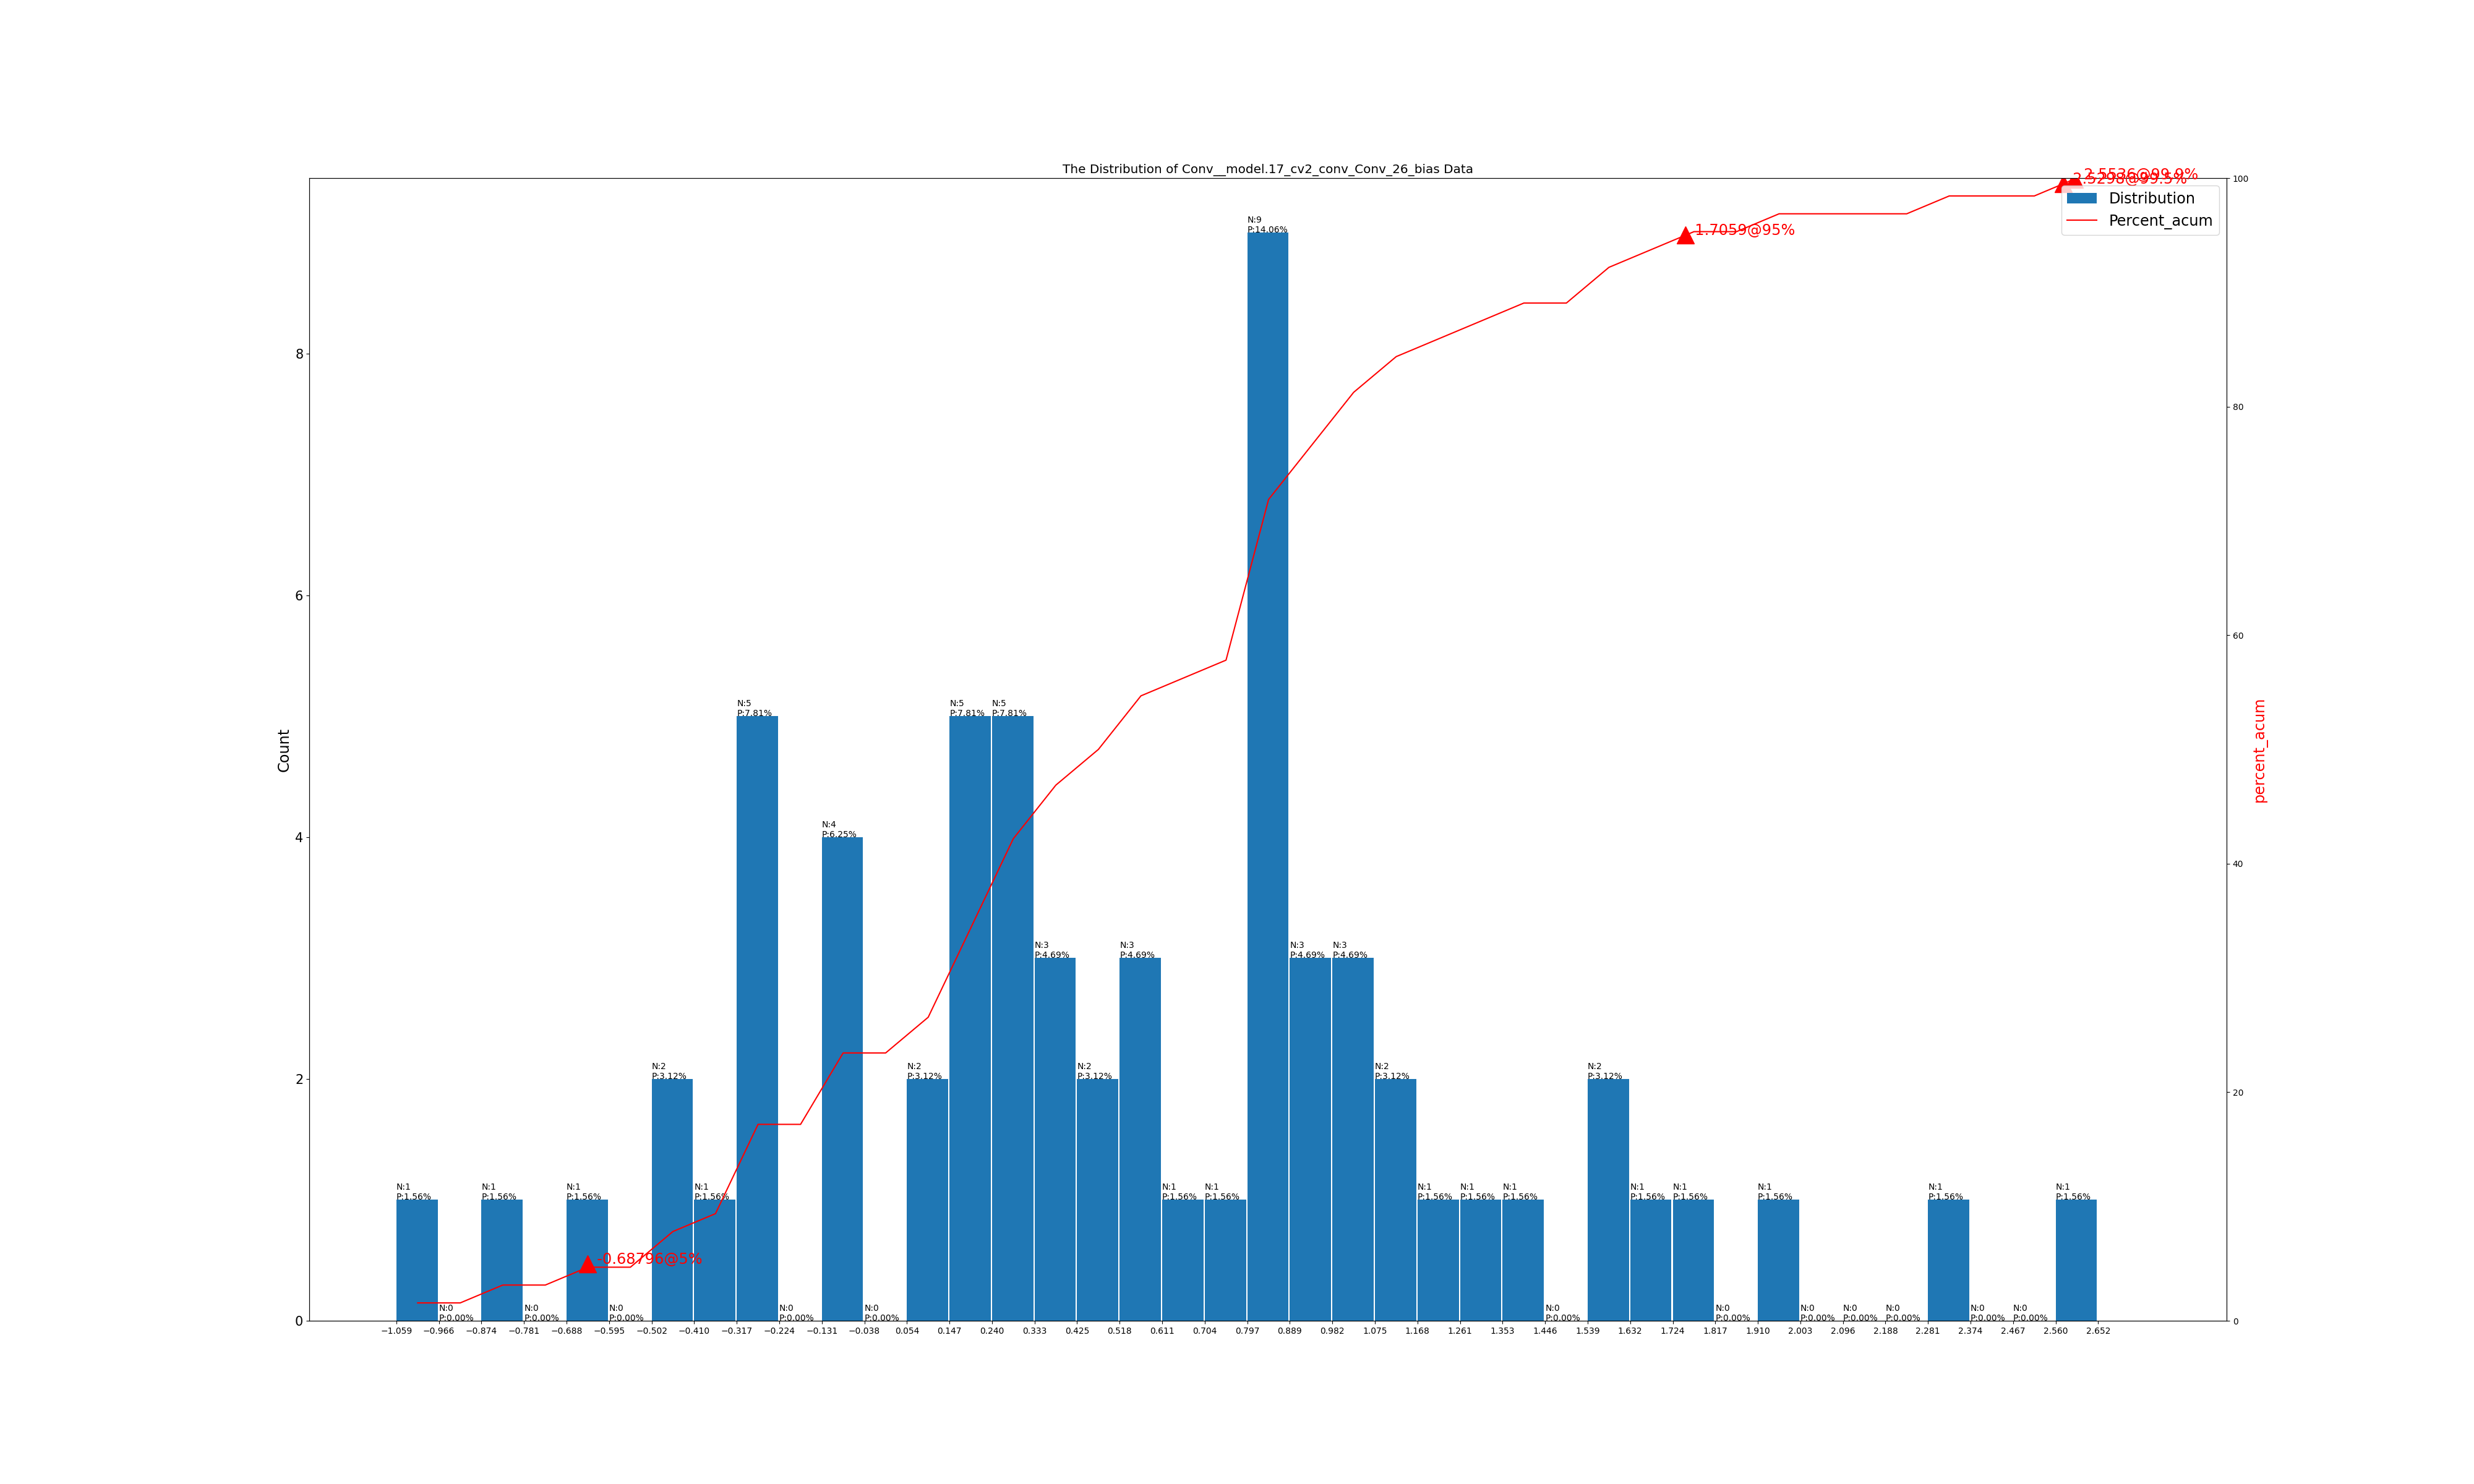 The Distribution of Conv__model.17_cv2_conv_Conv_26_bias Data
2.5536@99.9%
2.5298@99.5%
Distribution
Percent_acum
1.7059@95%
-0.68796@5%
Count
percent_acum
8
6
4
2
0
100
80
60
40
20
0
N:1
P:1.56%
N:0
P:0.00%
N:1
P:1.56%
N:0
P:0.00%
N:1
P:1.56%
N:0
P:0.00%
N:2
P:3.12%
N:1
P:1.56%
N:5
P:7.81%
N:0
P:0.00%
N:4
P:6.25%
N:0
P:0.00%
N:2
P:3.12%
N:5
P:7.81%
N:5
P:7.81%
N:3
P:4.69%
N:2
P:3.12%
N:3
P:4.69%
N:1
P:1.56%
N:1
P:1.56%
N:9
P:14.06%
N:3
P:4.69%
N:3
P:4.69%
N:2
P:3.12%
N:1
P:1.56%
N:1
P:1.56%
N:1
P:1.56%
N:0
P:0.00%
N:2
P:3.12%
N:1
P:1.56%
N:1
P:1.56%
N:0
P:0.00%
N:1
P:1.56%
N:0
P:0.00%
N:0
P:0.00%
N:0
P:0.00%
N:1
P:1.56%
N:0
P:0.00%
N:0
P:0.00%
N:1
P:1.56%
−1.059 −0.966 −0.874 −0.781 −0.688 −0.595 −0.502 −0.410 −0.317 −0.224 −0.131 −0.038 0.054 0.147 0.240 0.333 0.425 0.518 0.611 0.704 0.797 0.889 0.982 1.075 1.168 1.261 1.353 1.446 1.539 1.632 1.724 1.817 1.910 2.003 2.096 2.188 2.281 2.374 2.467 2.560 2.652